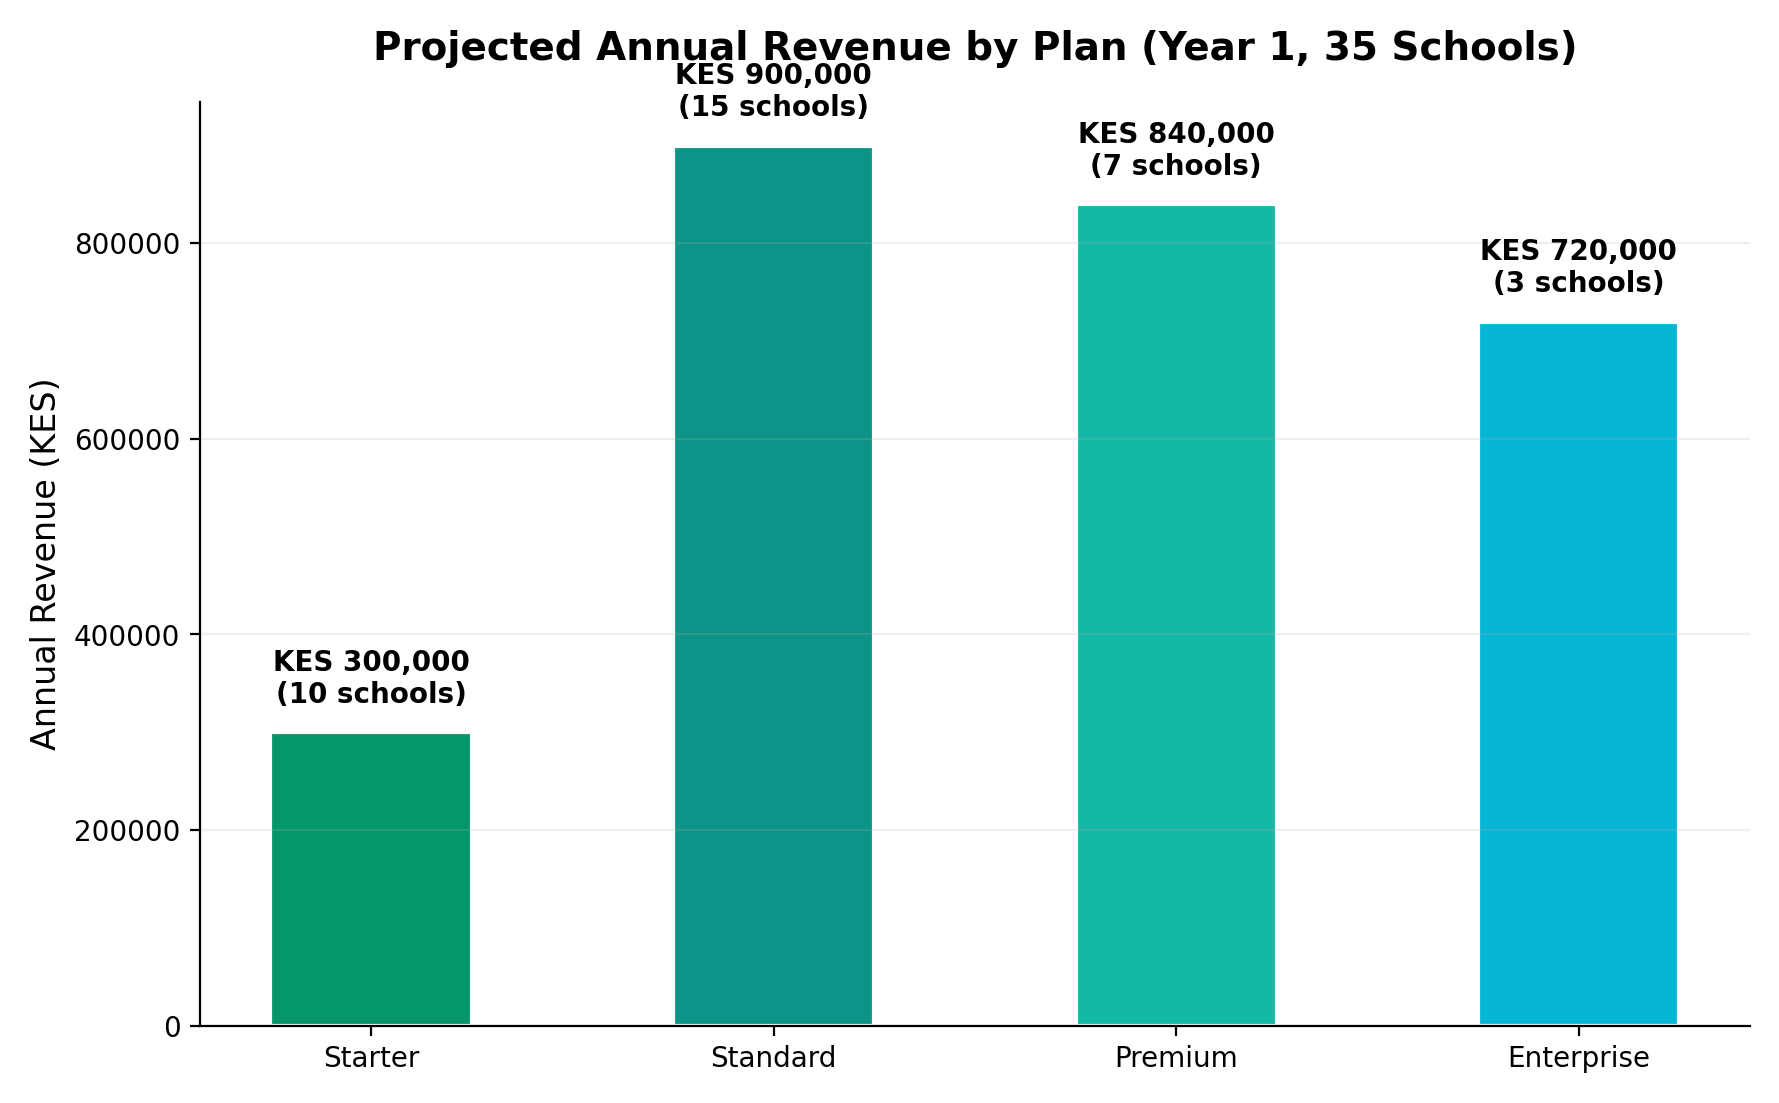 Projected Annual Revenue by Plan (Year 1, 35 Schools)
KES 900,000
(15 schools)
KES 840,000
(7 schools)
KES 720,000
(3 schools)
KES 300,000
(10 schools)
Annual Revenue (KES)
800000
600000
400000
200000
0
Starter
Standard
Premium
Enterprise